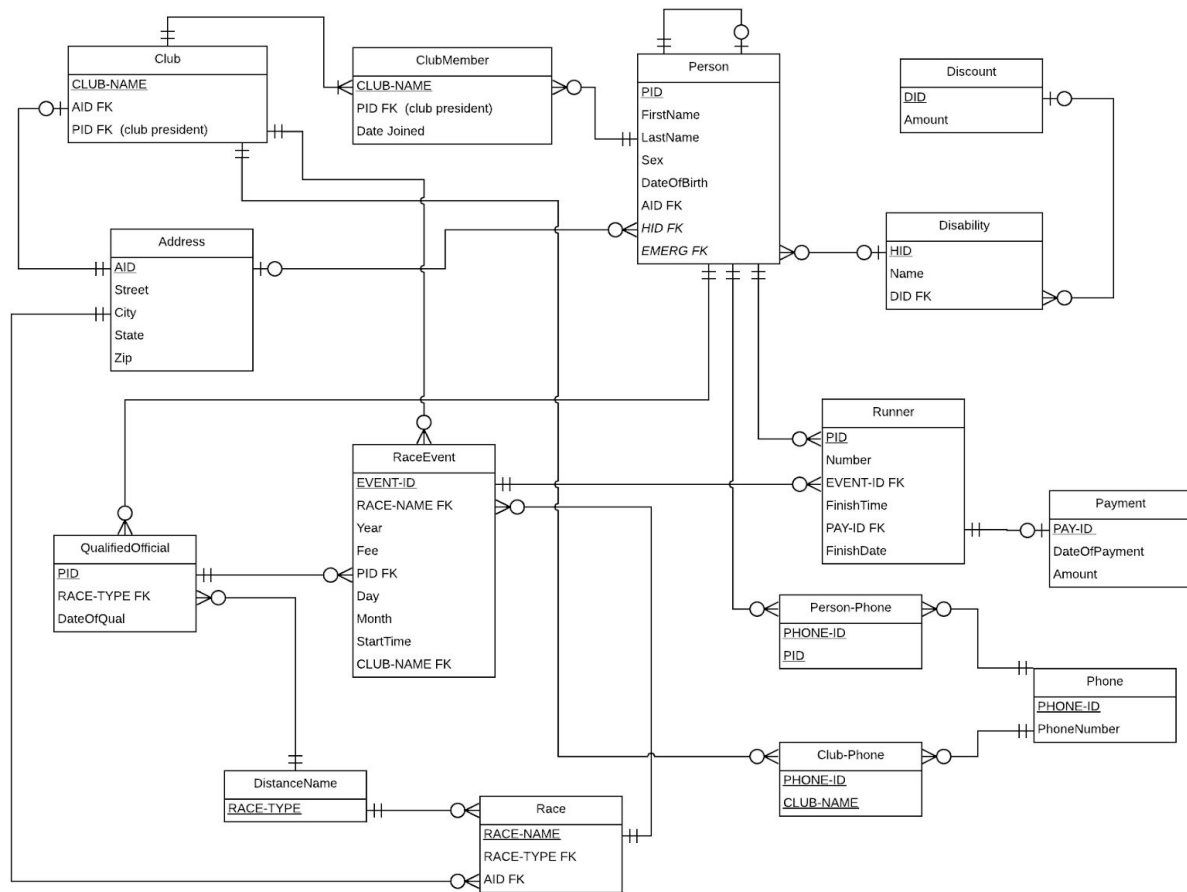 Club
CLUB-NAME
AID FK
PID FK (club president)
ClubMember
CLUB-NAME
PID FK (club president)
Date Joined
Person
PID
FirstName
LastName
Sex
DateOfBirth
AID FK
HID FK
EMERG FK
Discount
DID
Amount
Address
AID
Street
City
State
Zip
Disability
HID
Name
DID FK
RaceEvent
EVENT-ID
RACE-NAME FK
Year
Fee
PID FK
Day
Month
StartTime
CLUB-NAME FK
Runner
PID
Number
EVENT-ID FK
FinishTime
PAY-ID FK
FinishDate
Payment
PAY-ID
DateOfPayment
Amount
QualifiedOfficial
PID
RACE-TYPE FK
DateOfQual
Person-Phone
PHONE-ID
PID
Phone
PHONE-ID
PhoneNumber
Club-Phone
PHONE-ID
CLUB-NAME
DistanceName
RACE-TYPE
Race
RACE-NAME
RACE-TYPE FK
AID FK